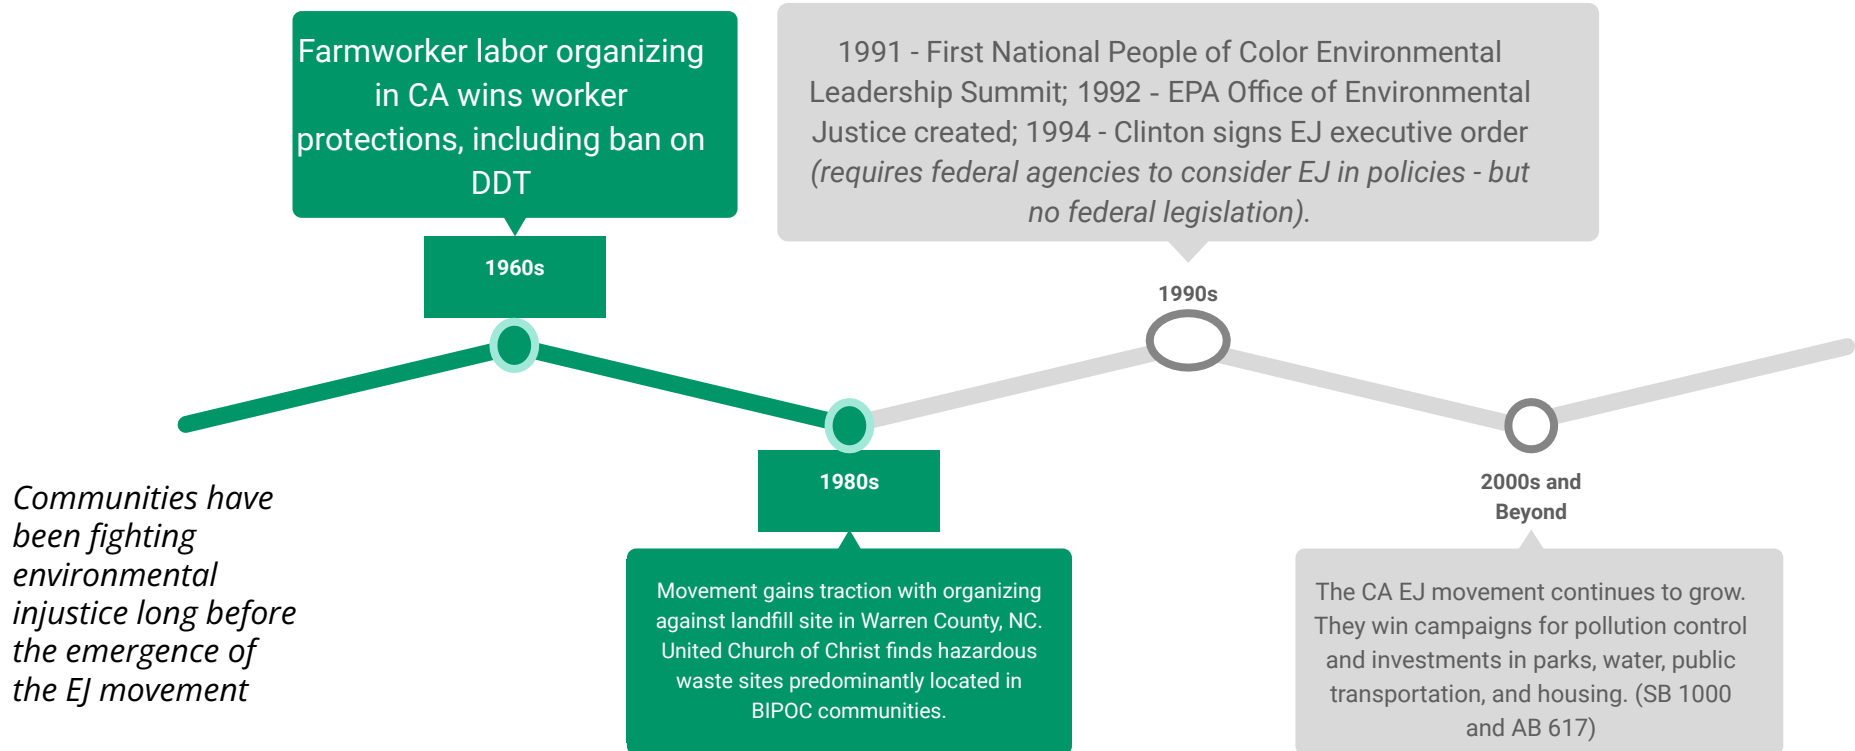 Farmworker labor organizing
in CA wins worker
protections, including ban on
DDT
1960s
1991 - First National People of Color Environmental
Leadership Summit; 1992 - EPA Office of Environmental
Justice created; 1994 - Clinton signs EJ executive order
(requires federal agencies to consider EJ in policies - but
no federal legislation).
1990s
Communities have
been fighting
environmental
injustice long before
the emergence of
the EJ movement
1980s
Movement gains traction with organizing
against landfill site in Warren County, NC.
United Church of Christ finds hazardous
waste sites predominantly located in
BIPOC communities.
2000s and
Beyond
The CA EJ movement continues to grow.
They win campaigns for pollution control
and investments in parks, water, public
transportation, and housing. (SB 1000
and AB 617)